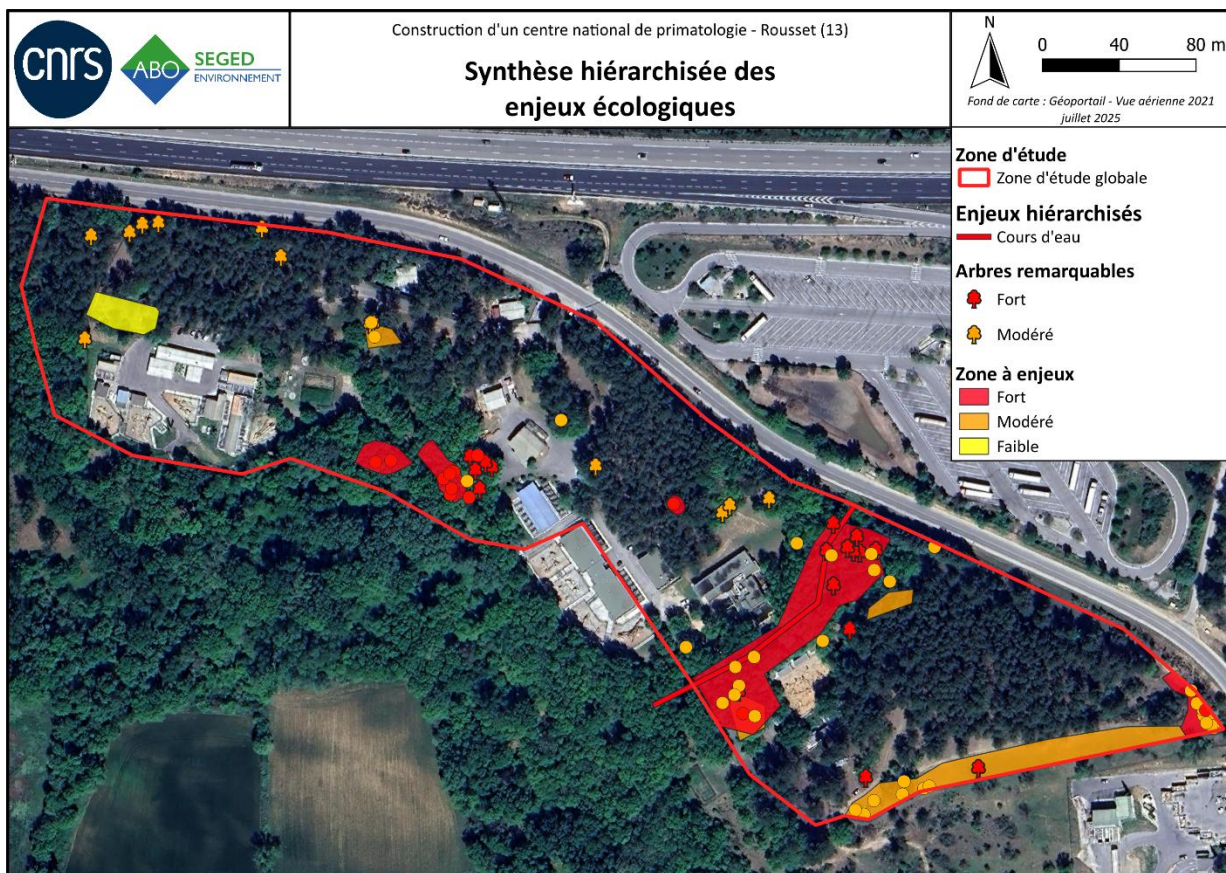 cnrs
ABO
SEGED
ENVIRONNEMENT
Construction d'un centre national de primatologie - Rousset (13)
Synthèse hiérarchisée des
enjeux écologiques
N
0 40 80 m
Fond de carte : Géoportail - Vue aérienne 2021
juillet 2025
Zone d'étude
Zone d'étude globale
Enjeux hiérarchisés
Cours d'eau
Arbres remarquables
Fort
Modéré
Zone à enjeux
Fort
Modéré
Faible